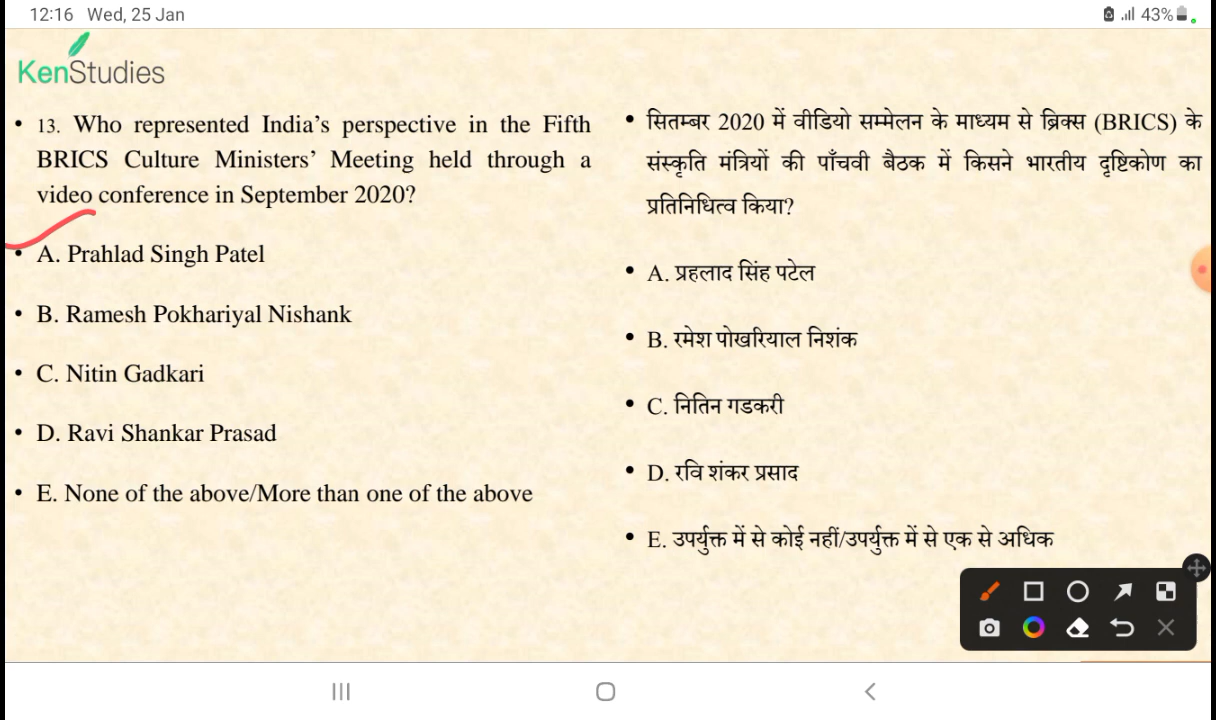 12:16 Wed, 25 Jan
43%
KenStudies
• 13. Who represented India's perspective in the Fifth
BRICS Culture Ministers' Meeting held through a
video conference in September 2020?
• A. Prahlad Singh Patel
• B. Ramesh Pokhariyal Nishank
• C. Nitin Gadkari
• D. Ravi Shankar Prasad
• E. None of the above/More than one of the above
• सितम्बर 2020 में वीडियो सम्मेलन के माध्यम से ब्रिक्स (BRICS) के
संस्कृति मंत्रियों की पाँचवी बैठक में किसने भारतीय दृष्टिकोण का
प्रतिनिधित्व किया?
• A. प्रहलाद सिंह पटेल
• B. रमेश पोखरियाल निशंक
• C. नितिन गडकरी
• D. रवि शंकर प्रसाद
• E. उपर्युक्त में से कोई नहीं/उपर्युक्त में से एक से अधिक